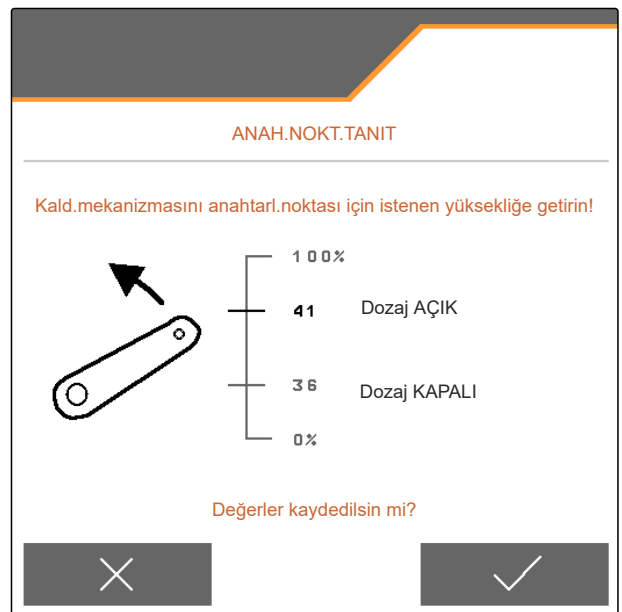 ANAH.NOKT.TANIT
Kald.mekanizmasını anahtarl.noktası için istenen yüksekliğe getirin!
100%
41 Dozaj AÇIK
36 Dozaj KAPALI
0%
Değerler kaydedilsin mi?